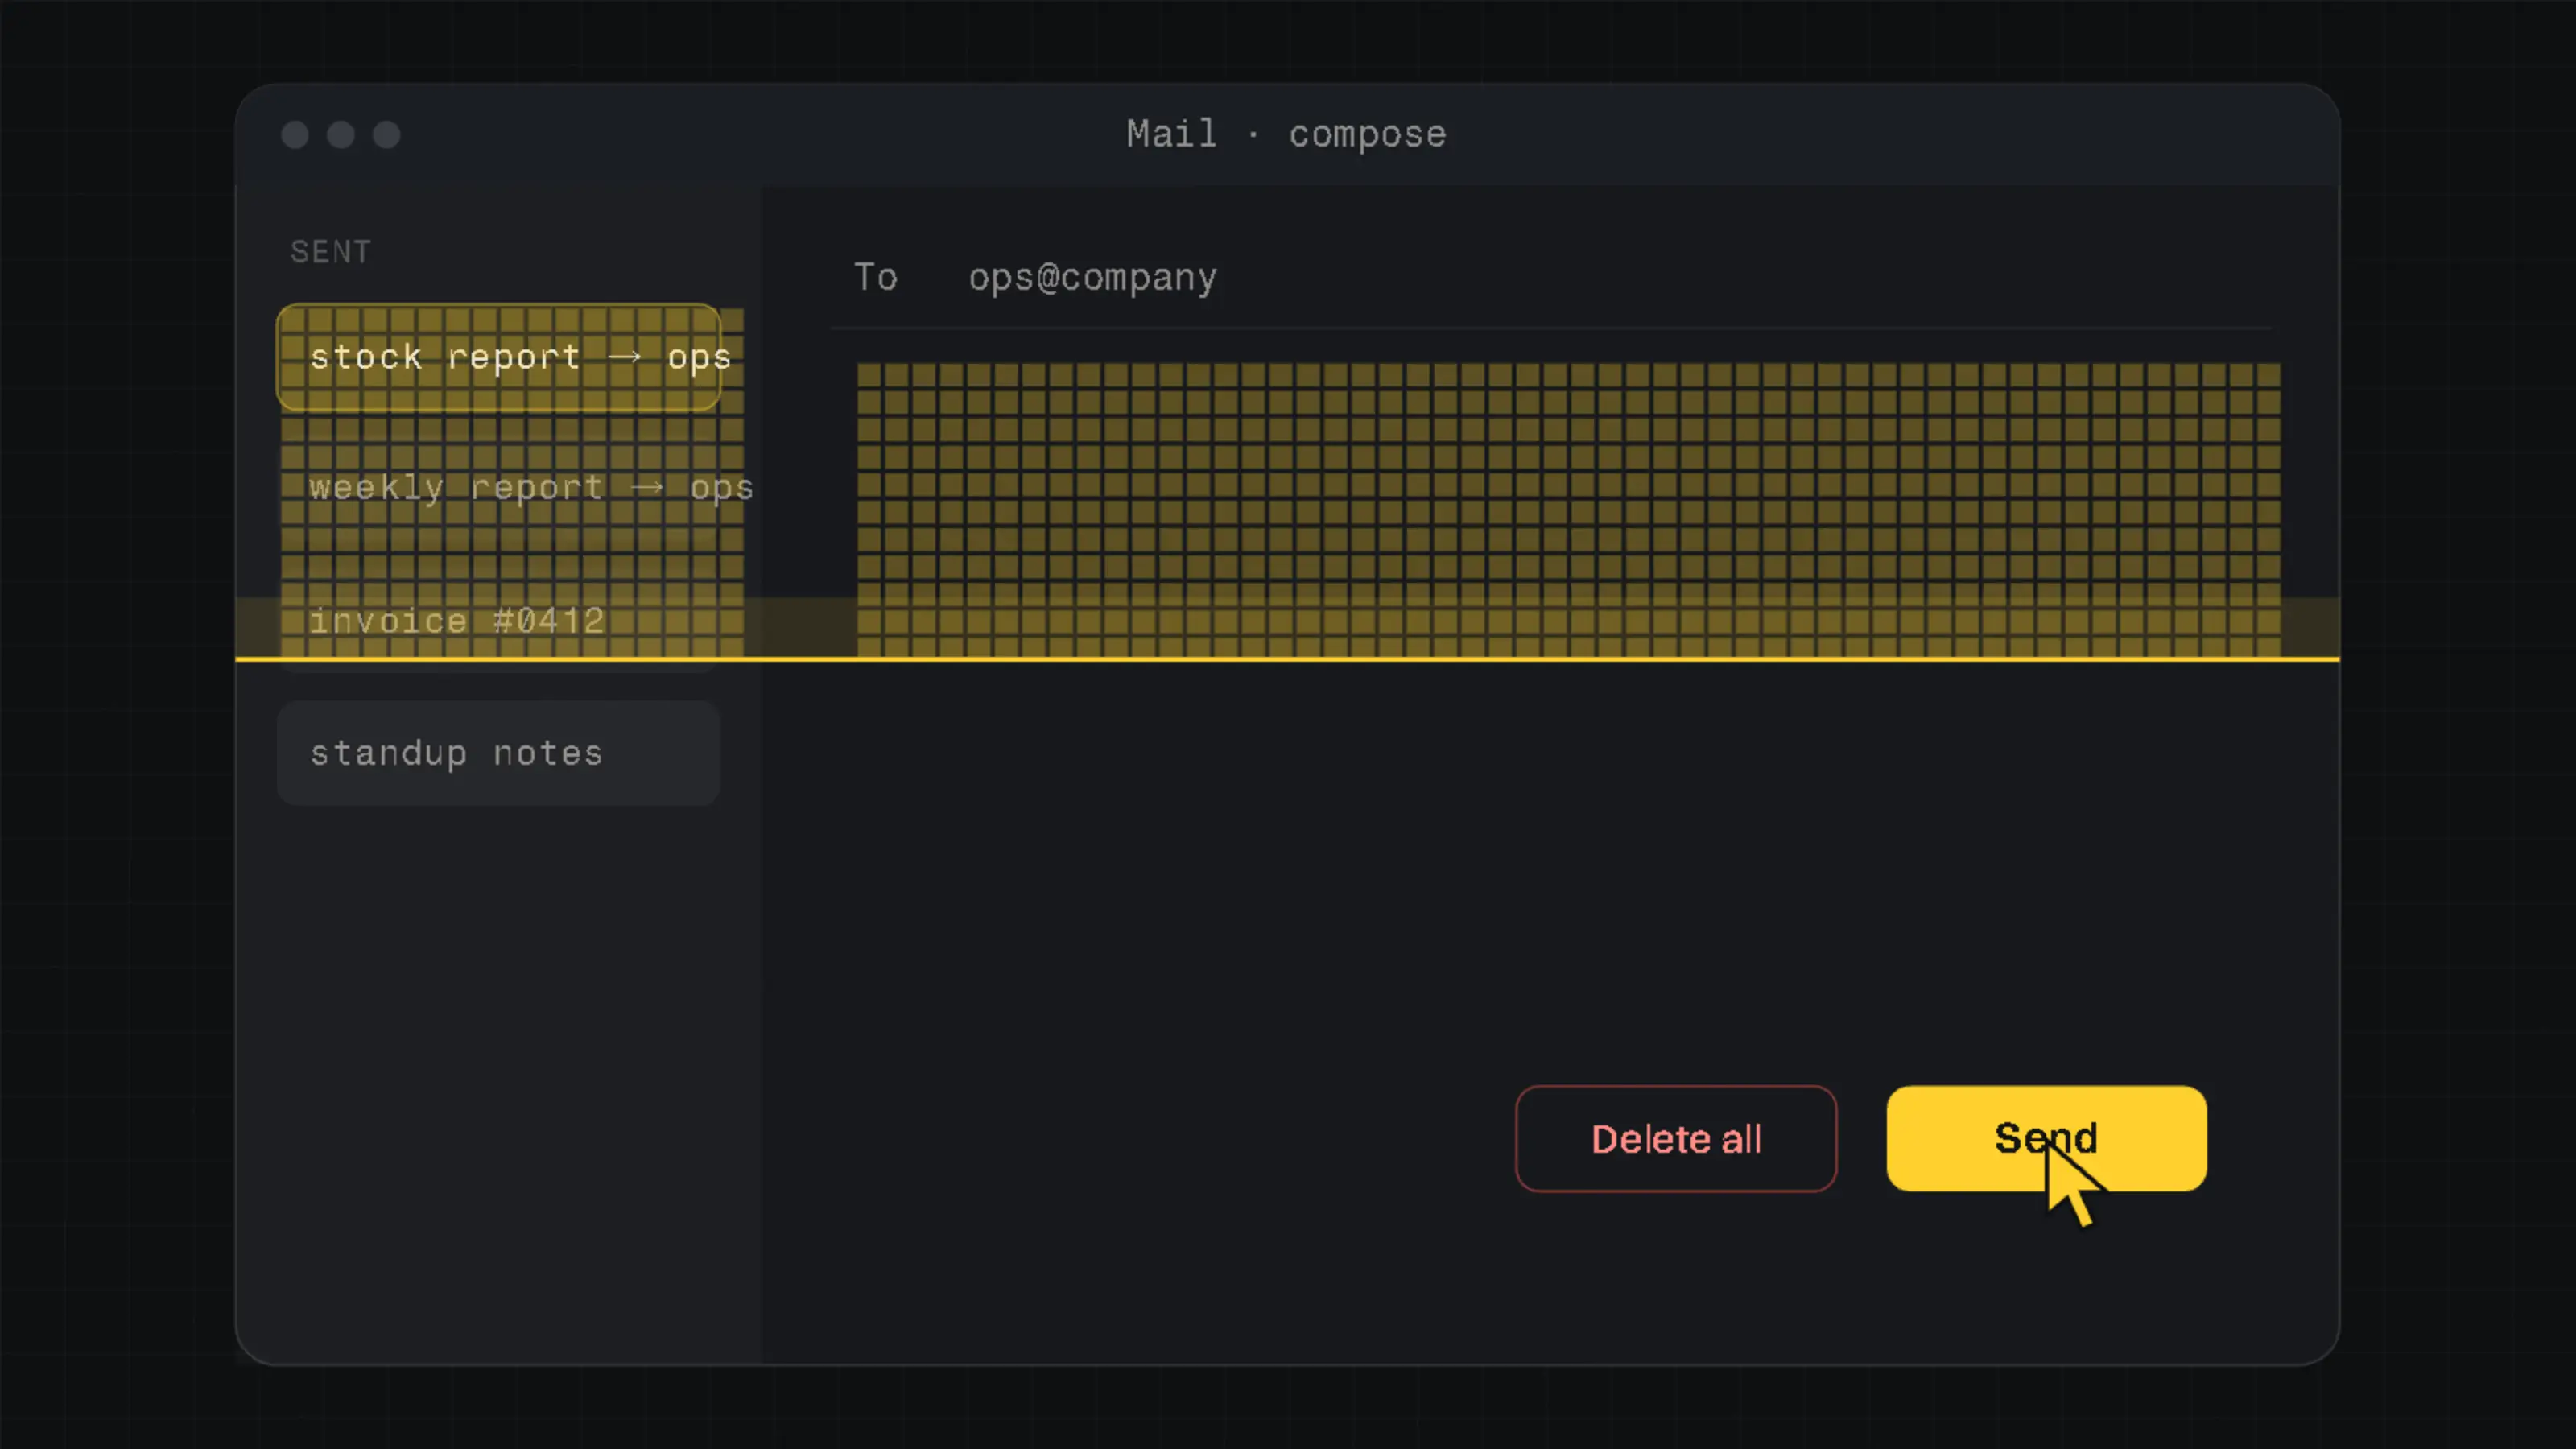 Mail · compose
SENT
stock report → ops
weekly report → ops
invoice #0412
standup notes
To ops@company
Delete all
Send